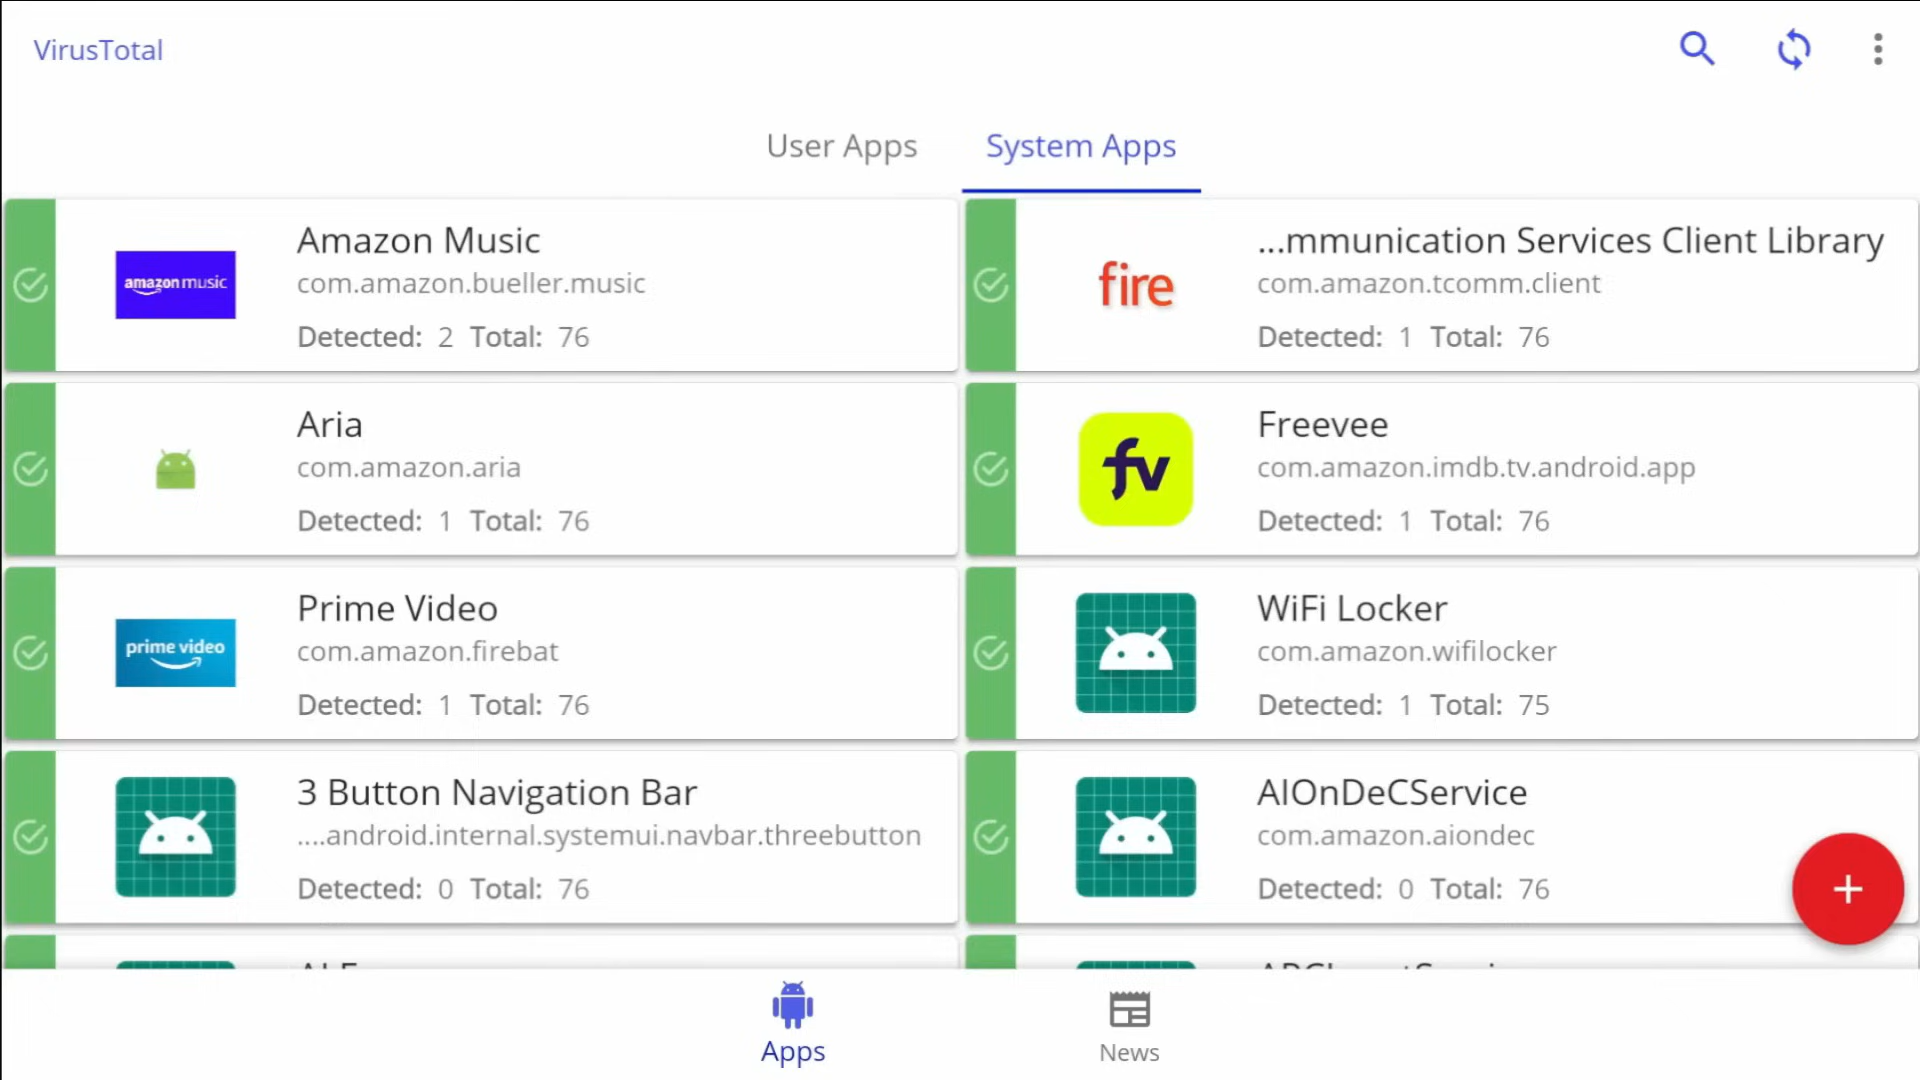 VirusTotal
User Apps
System Apps
amazon music
Amazon Music
com.amazon.bueller.music
Detected: 2 Total: 76
fire
...mmunication Services Client Library
com.amazon.tcomm.client
Detected: 1 Total: 76
Aria
com.amazon.aria
Detected: 1 Total: 76
fv
Freevee
com.amazon.imdb.tv.android.app
Detected: 1 Total: 76
prime video
Prime Video
com.amazon.firebat
Detected: 1 Total: 76
WiFi Locker
com.amazon.wifilocker
Detected: 1 Total: 75
3 Button Navigation Bar
....android.internal.systemui.navbar.threebutton
Detected: 0 Total: 76
AIOnDeCService
com.amazon.aiondec
Detected: 0 Total: 76
Apps
News